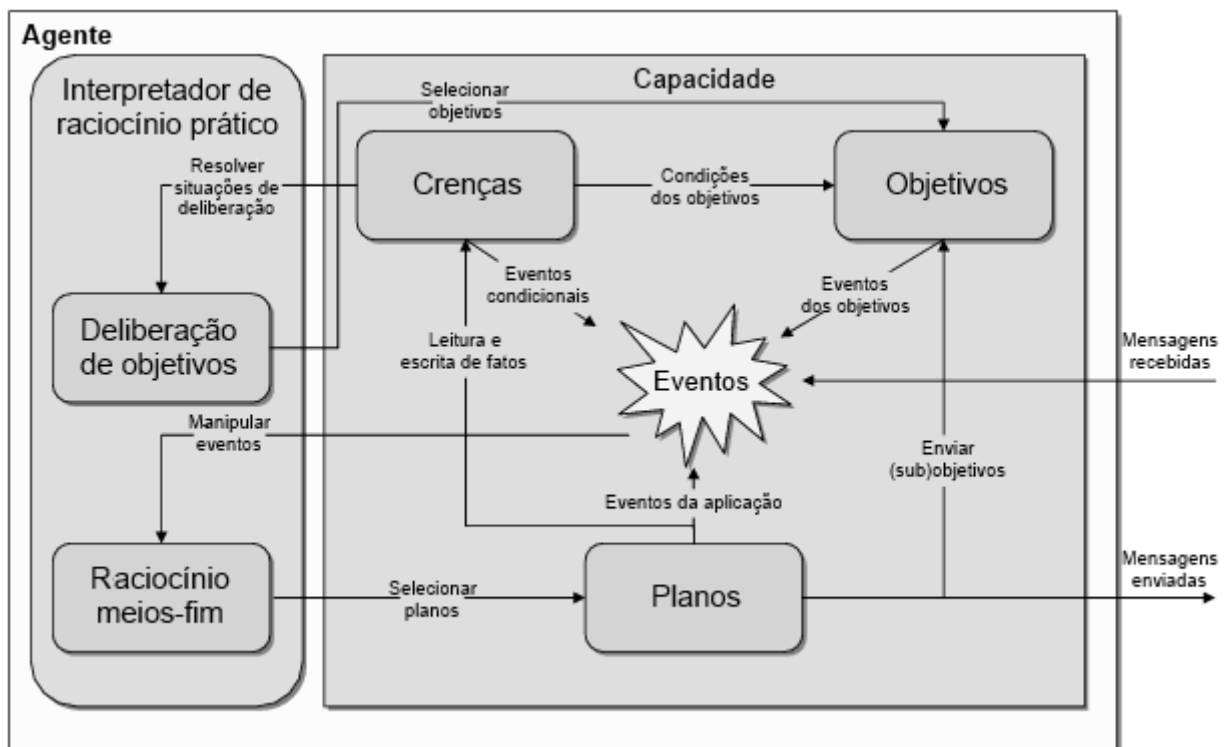 Agente
Interpretador de
raciocínio prático
Capacidade
Selecionar
objetivos
Resolver
situações de
deliberação
Crenças
Condições
dos objetivos
Objetivos
Eventos
condicionais
Eventos
dos objetivos
Deliberação
de objetivos
Leitura e
escrita de fatos
Eventos
Mensagens
recebidas
Manipular
eventos
Enviar
(sub)objetivos
Eventos da aplicação
Raciocínio
meios-fim
Selecionar
planos
Planos
Mensagens
enviadas